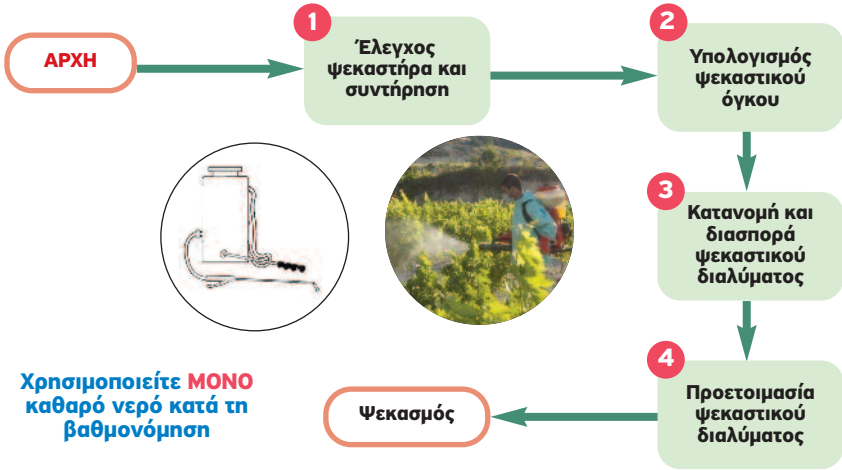 ΑΡΧΗ
1
Έλεγχος
ψεκαστήρα και
συντήρηση
2
Υπολογισμός
ψεκαστικού
όγκου
3
Κατανομή και
διασπορά
ψεκαστικού
διαλύματος
4
Προετοιμασία
ψεκαστικού
διαλύματος
Ψεκασμός
Χρησιμοποιείτε ΜΟΝΟ
καθαρό νερό κατά τη
βαθμονόμηση